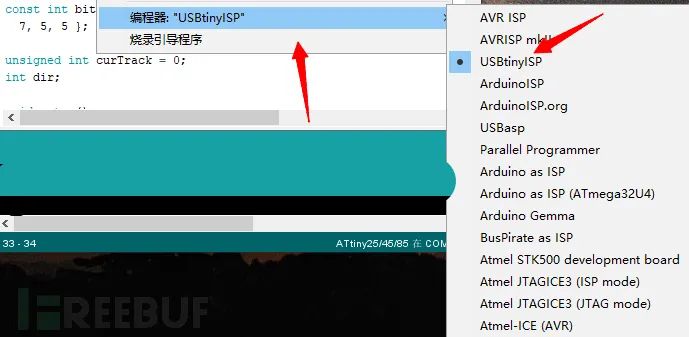 const int bit
7, 5, 5 };
unsigned int curTrack = 0;
int dir;
编程器: "USBtinyISP"
烧录引导程序
AVR ISP
AVRISP mkII
USBtinyISP
ArduinoISP
ArduinoISP.org
USBasp
Parallel Programmer
Arduino as ISP
Arduino as ISP (ATmega32U4)
Arduino Gemma
BusPirate as ISP
Atmel STK500 development board
Atmel JTAGICE3 (ISP mode)
Atmel JTAGICE3 (JTAG mode)
Atmel-ICE (AVR)
33 - 34
ATtiny25/45/85 在 COM
FREEBUF